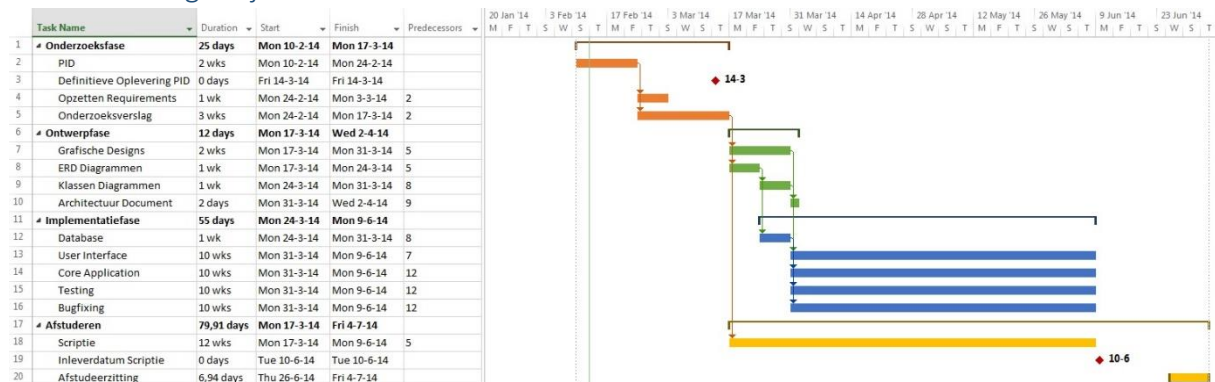 20 Jan '14 3 Feb '14 17 Feb '14 3 Mar '14 17 Mar '14 31 Mar '14 14 Apr '14 28 Apr '14 12 May '14 26 May '14 9 Jun '14 23 Jun '14
Task Name Duration Start Finish Predecessors M F T S W S T M F T S W S T M F T S W S T M F T S W S T M F T S W S T M F T S W S T
1 Onderzoeksfase 25 days Mon 10-2-14 Mon 17-3-14
2 PID 2 wks Mon 10-2-14 Mon 24-2-14
3 Definitieve Oplevering PID 0 days Fri 14-3-14 Fri 14-3-14 14-3
4 Opzetten Requirements 1 wk Mon 24-2-14 Mon 3-3-14 2
5 Onderzoeksverslag 3 wks Mon 24-2-14 Mon 17-3-14 2
6 Ontwerpfase 12 days Mon 17-3-14 Wed 2-4-14
7 Grafische Designs 2 wks Mon 17-3-14 Mon 31-3-14 5
8 ERD Diagrammen 1 wk Mon 17-3-14 Mon 24-3-14 5
9 Klassen Diagrammen 1 wk Mon 24-3-14 Mon 31-3-14 8
10 Architectuur Document 2 days Mon 31-3-14 Wed 2-4-14 9
11 Implementatiefase 55 days Mon 24-3-14 Mon 9-6-14
12 Database 1 wk Mon 24-3-14 Mon 31-3-14 8
13 User Interface 10 wks Mon 31-3-14 Mon 9-6-14 7
14 Core Application 10 wks Mon 31-3-14 Mon 9-6-14 12
15 Testing 10 wks Mon 31-3-14 Mon 9-6-14 12
16 Bugfixing 10 wks Mon 31-3-14 Mon 9-6-14 12
17 Afstuderen 79,91 days Mon 17-3-14 Fri 4-7-14
18 Scriptie 12 wks Mon 17-3-14 Mon 9-6-14 5
19 Inleverdatum Scriptie 0 days Tue 10-6-14 Tue 10-6-14 10-6
20 Afstudeerzitting 6,94 days Thu 26-6-14 Fri 4-7-14